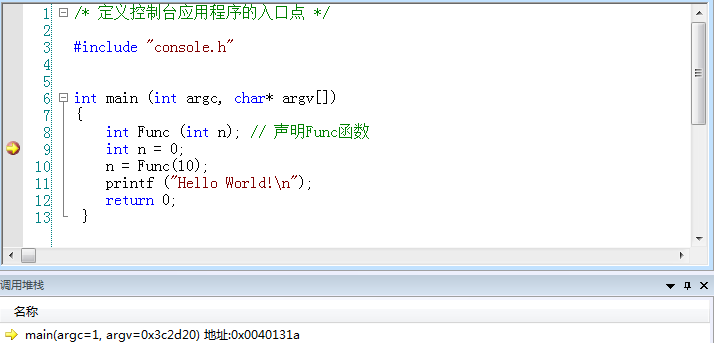 1 /* 定义控制台应用程序的入口点 */
2
3 #include "console.h"
4
5
6 int main (int argc, char* argv[])
7 {
8 int Func (int n); // 声明Func函数
9 int n = 0;
10 n = Func(10);
11 printf ("Hello World!\n");
12 return 0;
13 }
调用堆栈
名称
main(argc=1, argv=0x3c2d20) 地址:0x0040131a